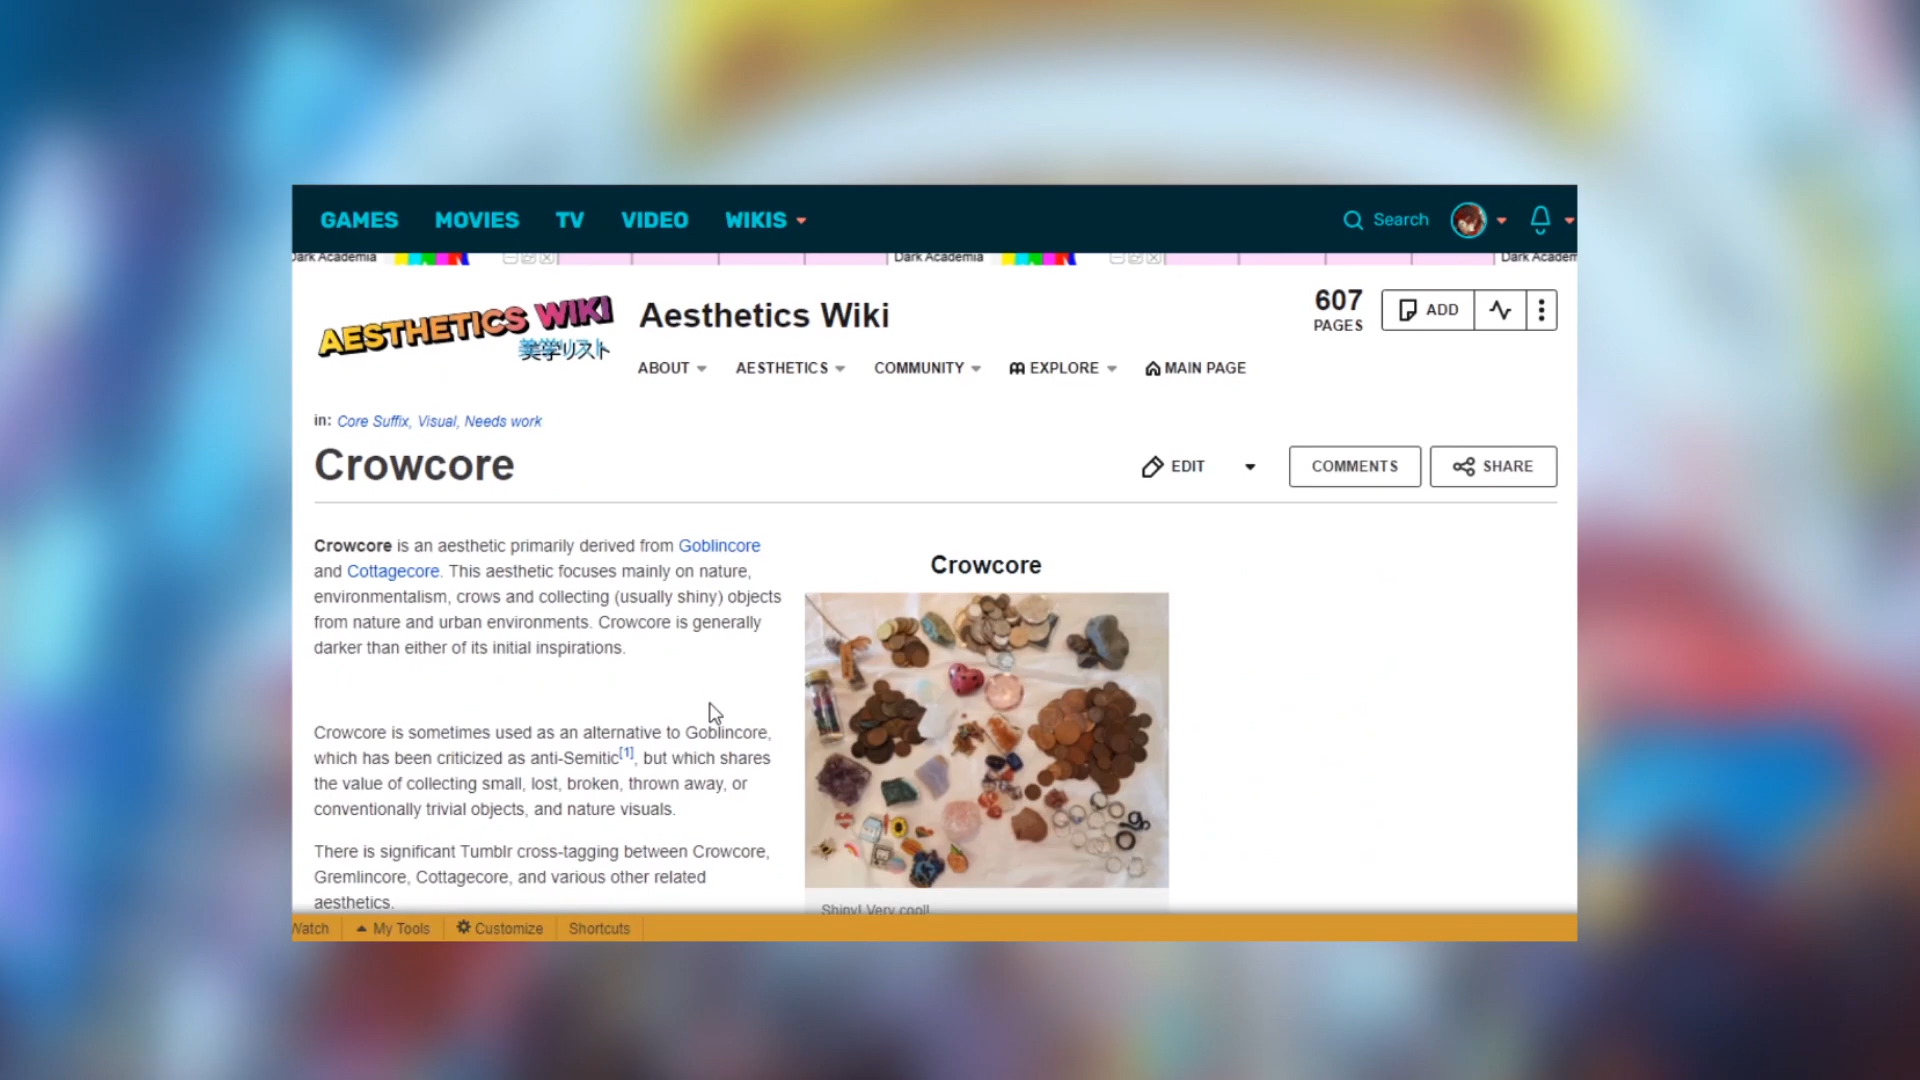 GAMES MOVIES TV VIDEO WIKIS Search
Dark Academia Dark Academia Dark Academ
AESTHETICS WIKI
美学リスト
Aesthetics Wiki
607
PAGES
ADD
ABOUT AESTHETICS COMMUNITY EXPLORE MAIN PAGE
in: Core Suffix, Visual, Needs work
Crowcore
EDIT COMMENTS SHARE
Crowcore is an aesthetic primarily derived from Goblincore
and Cottagecore. This aesthetic focuses mainly on nature,
environmentalism, crows and collecting (usually shiny) objects
from nature and urban environments. Crowcore is generally
darker than either of its initial inspirations.
Crowcore is sometimes used as an alternative to Goblincore,
which has been criticized as anti-Semitic[1], but which shares
the value of collecting small, lost, broken, thrown away, or
conventionally trivial objects, and nature visuals.
There is significant Tumblr cross-tagging between Crowcore,
Gremlincore, Cottagecore, and various other related
aesthetics.
Crowcore
Shiny! Very cool!
Watch My Tools Customize Shortcuts